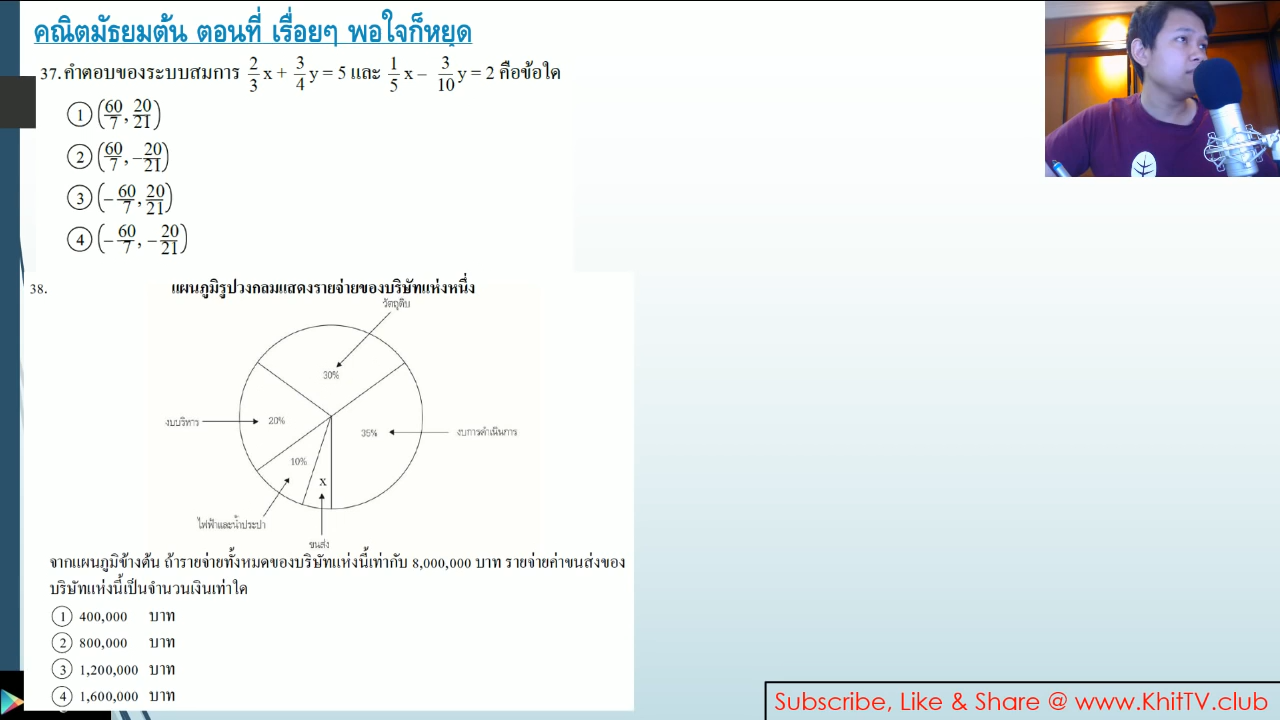 คณิตมัธยมต้น ตอนที่ เรื่อยๆ พอใจก็หยุด
37. คำตอบของระบบสมการ 2/3 x + 3/4 y = 5 และ 1/5 x – 3/10 y = 2 คือข้อใด
① (60/7, 20/21)
② (60/7, –20/21)
③ (–60/7, 20/21)
④ (–60/7, –20/21)
38. แผนภูมิรูปวงกลมแสดงรายจ่ายของบริษัทแห่งหนึ่ง
วัตถุดิบ
30%
งบบริหาร
20%
35%
งบการดำเนินการ
10%
x
ไฟฟ้าและน้ำประปา
ขนส่ง
จากแผนภูมิข้างต้น ถ้ารายจ่ายทั้งหมดของบริษัทแห่งนี้เท่ากับ 8,000,000 บาท รายจ่ายค่าขนส่งของ
บริษัทแห่งนี้เป็นจำนวนเงินเท่าใด
① 400,000 บาท
② 800,000 บาท
③ 1,200,000 บาท
④ 1,600,000 บาท
Subscribe, Like & Share @ www.KhitTV.club